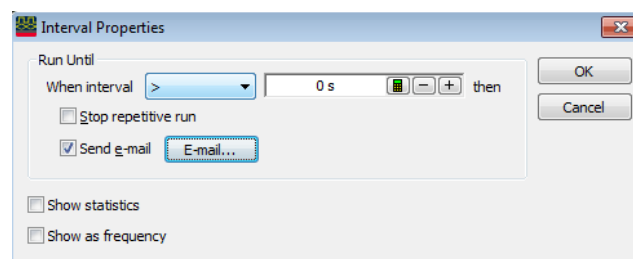 Interval Properties
Run Until
When interval > 0 s then
Stop repetitive run
Send e-mail E-mail...
OK
Cancel
Show statistics
Show as frequency